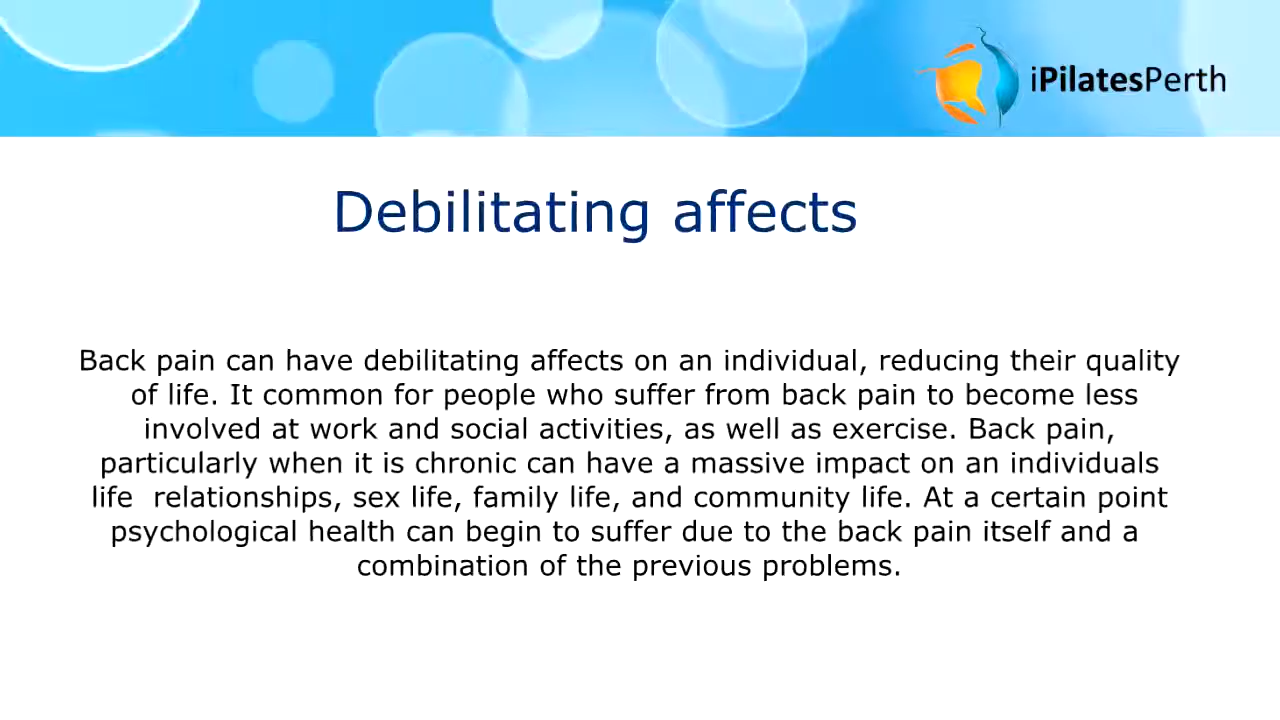 iPilatesPerth
Debilitating affects
Back pain can have debilitating affects on an individual, reducing their quality
of life. It common for people who suffer from back pain to become less
involved at work and social activities, as well as exercise. Back pain,
particularly when it is chronic can have a massive impact on an individuals
life  relationships, sex life, family life, and community life. At a certain point
psychological health can begin to suffer due to the back pain itself and a
combination of the previous problems.